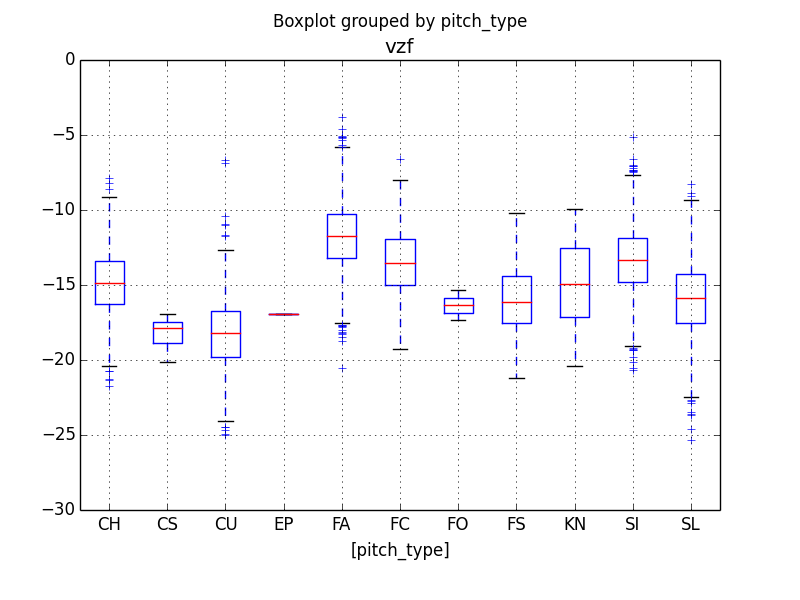 Boxplot grouped by pitch_type
vzf
0
−5
−10
−15
−20
−25
−30
CH CS CU EP FA FC FO FS KN SI SL
[pitch_type]